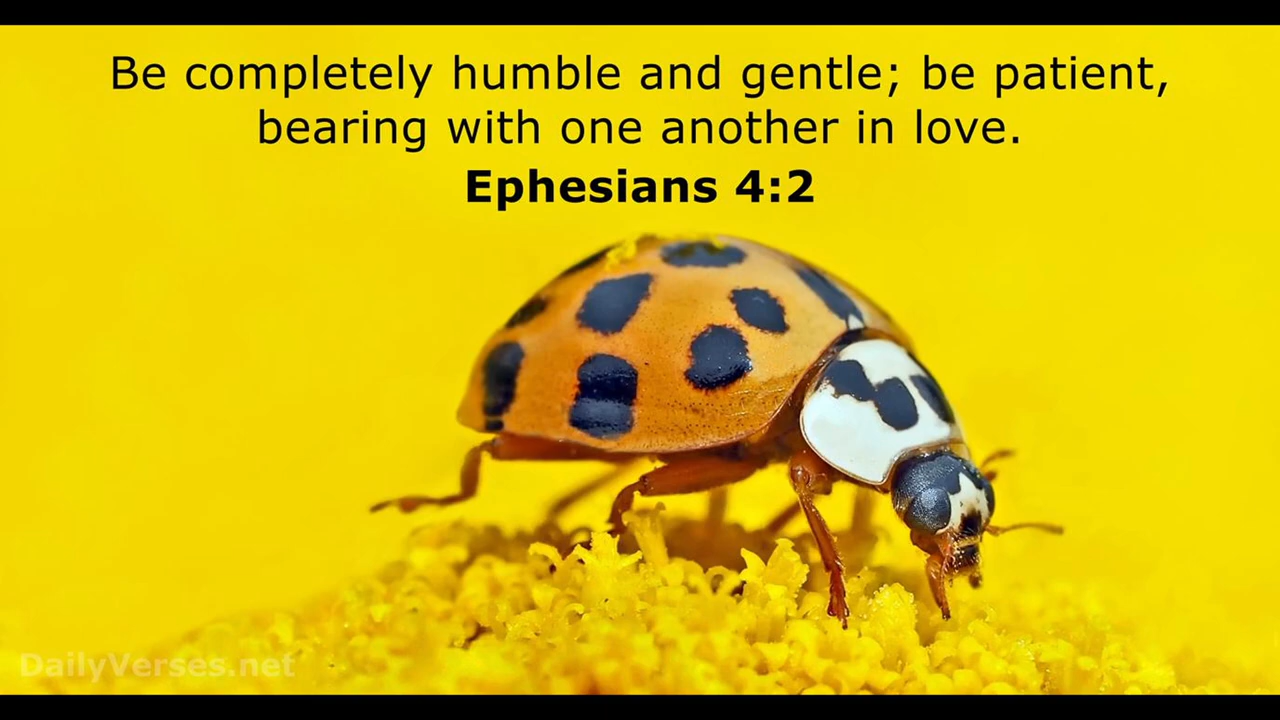 Be completely humble and gentle; be patient,
bearing with one another in love.
Ephesians 4:2
DailyVerses.net